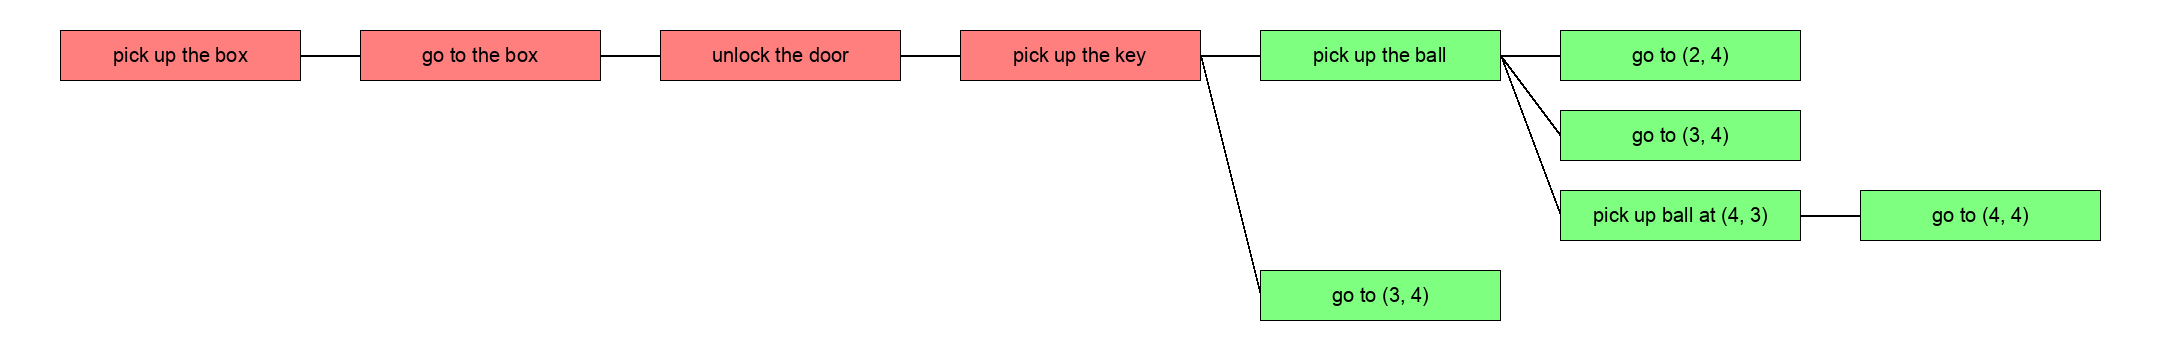 pick up the box
go to the box
unlock the door
pick up the key
pick up the ball
go to (2, 4)
go to (3, 4)
pick up ball at (4, 3)
go to (4, 4)
go to (3, 4)